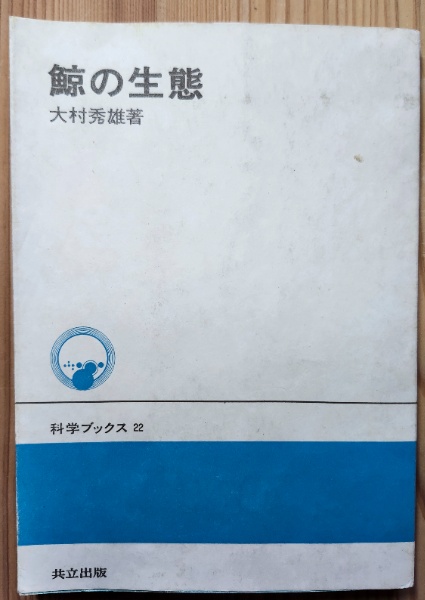 鯨の生態
大村秀雄著
科学ブックス 22
共立出版